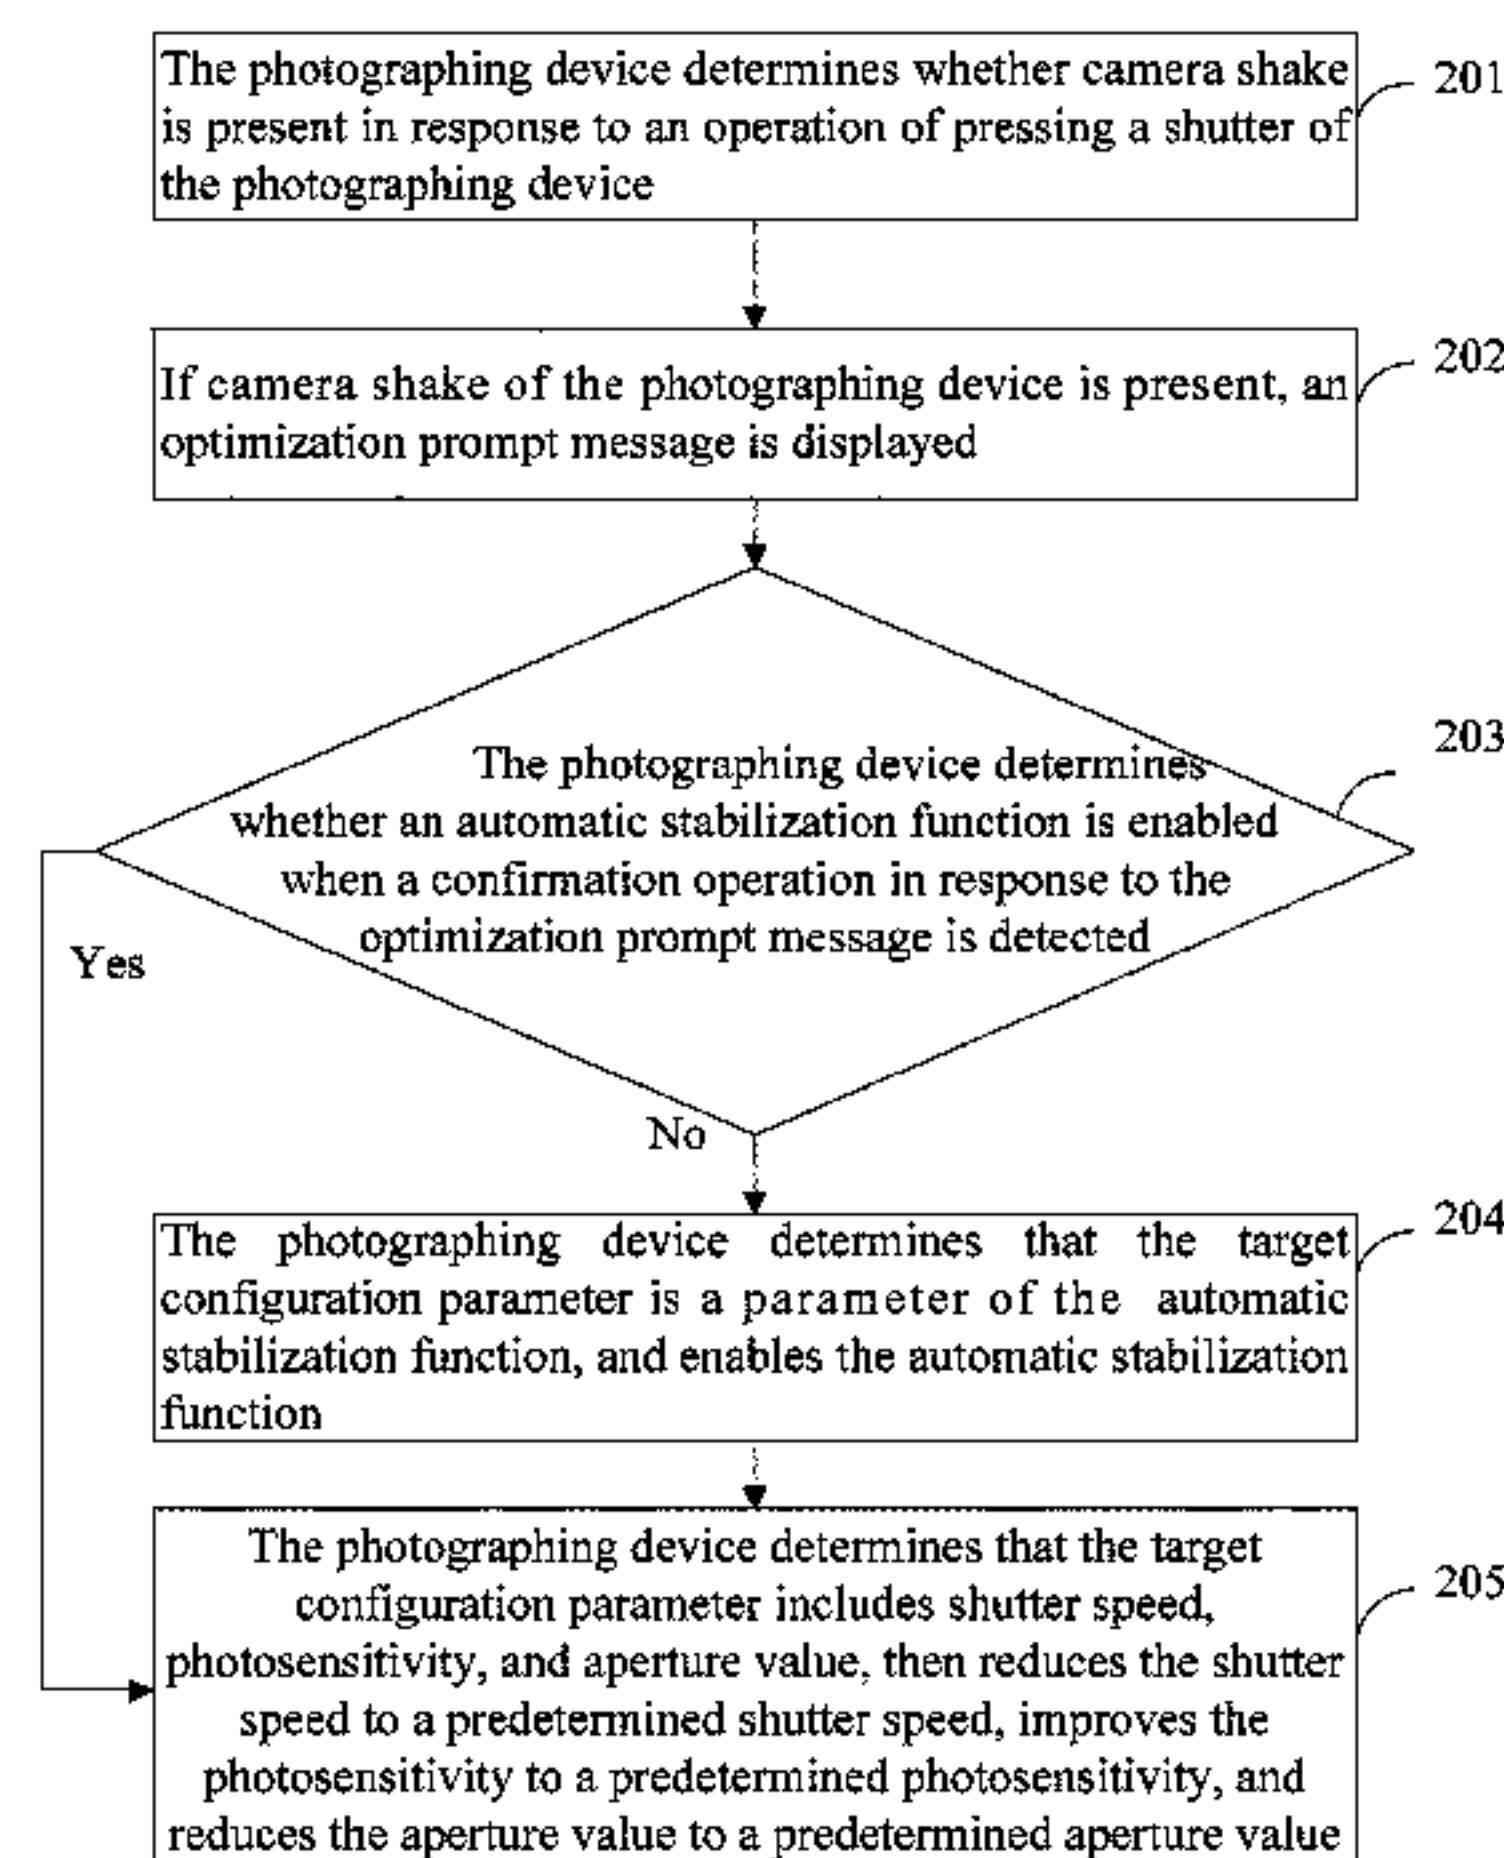 The photographing device determines whether camera shake
is present in response to an operation of pressing a shutter of
the photographing device
201
If camera shake of the photographing device is present, an
optimization prompt message is displayed
202
The photographing device determines
whether an automatic stabilization function is enabled
when a confirmation operation in response to the
optimization prompt message is detected
203
Yes
No
The photographing device determines that the target
configuration parameter is a parameter of the automatic
stabilization function, and enables the automatic stabilization
function
204
The photographing device determines that the target
configuration parameter includes shutter speed,
photosensitivity, and aperture value, then reduces the shutter
speed to a predetermined shutter speed, improves the
photosensitivity to a predetermined photosensitivity, and
reduces the aperture value to a predetermined aperture value
205